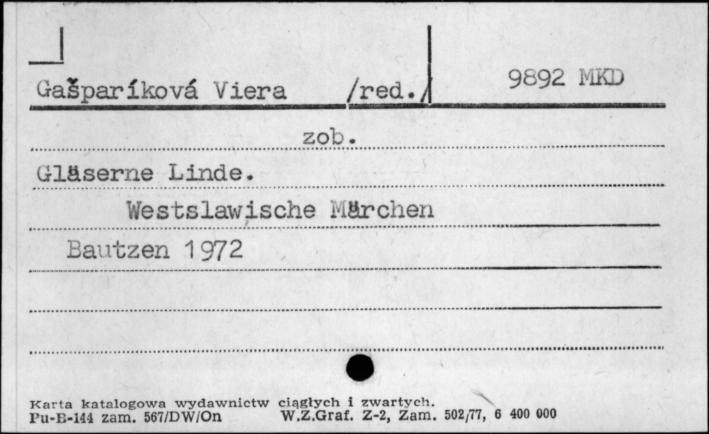 Gašparíková Viera /red./ 9892 MKD
zob.
Gläserne Linde.
Westslawische Märchen
Bautzen 1972
Karta katalogowa wydawnictw ciągłych i zwartych.
Pu-B-144 zam. 567/DW/On W.Z.Graf. Z-2, Zam. 502/77, 6 400 000